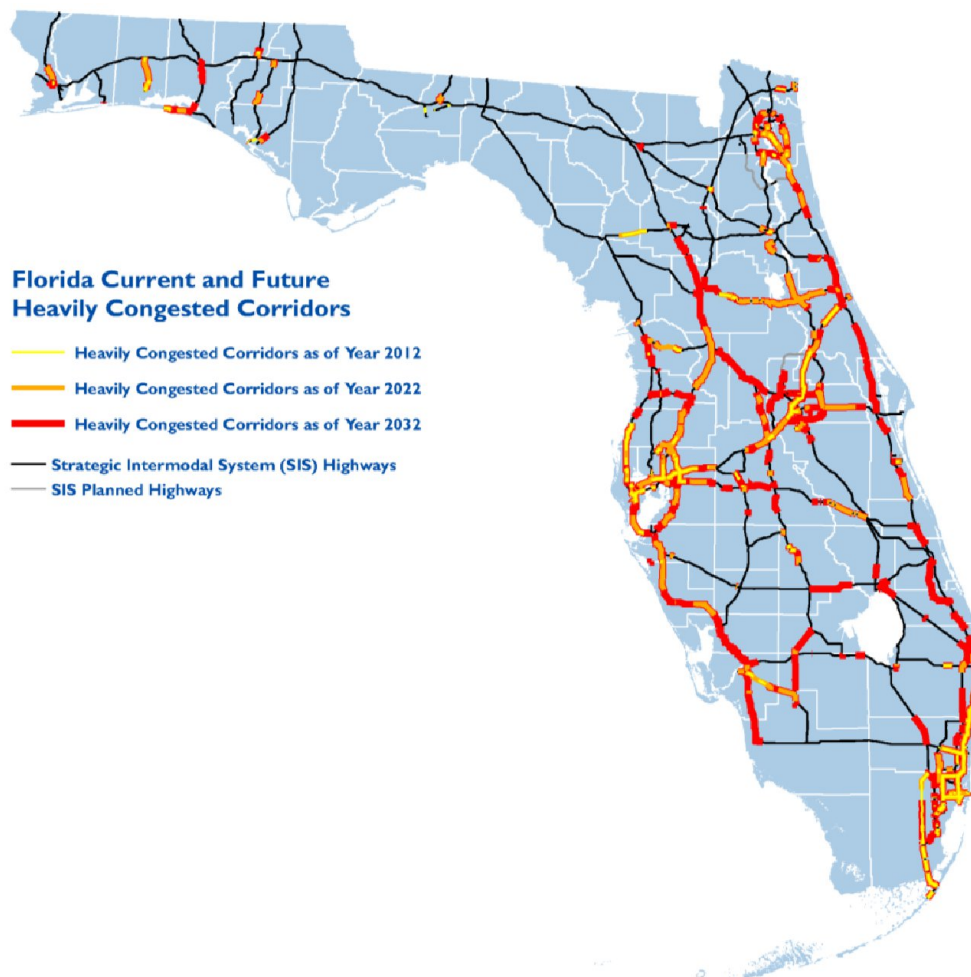 Florida Current and Future
Heavily Congested Corridors
Heavily Congested Corridors as of Year 2012
Heavily Congested Corridors as of Year 2022
Heavily Congested Corridors as of Year 2032
Strategic Intermodal System (SIS) Highways
SIS Planned Highways